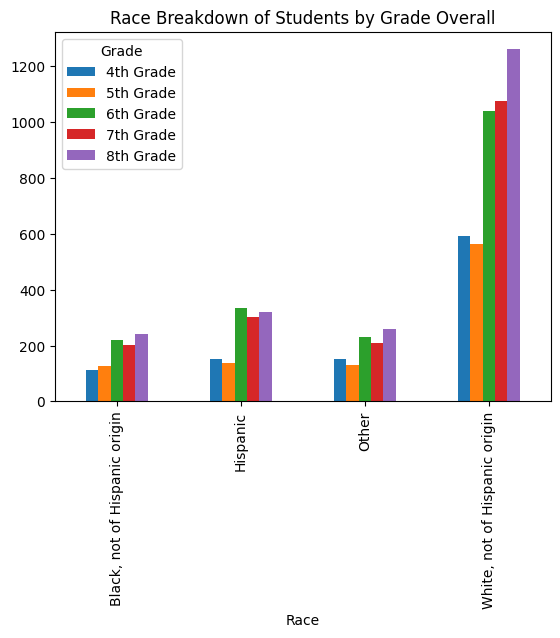 Race Breakdown of Students by Grade Overall
Grade
4th Grade
5th Grade
6th Grade
7th Grade
8th Grade
1200
1000
800
600
400
200
0
Black, not of Hispanic origin
Hispanic
Other
White, not of Hispanic origin
Race